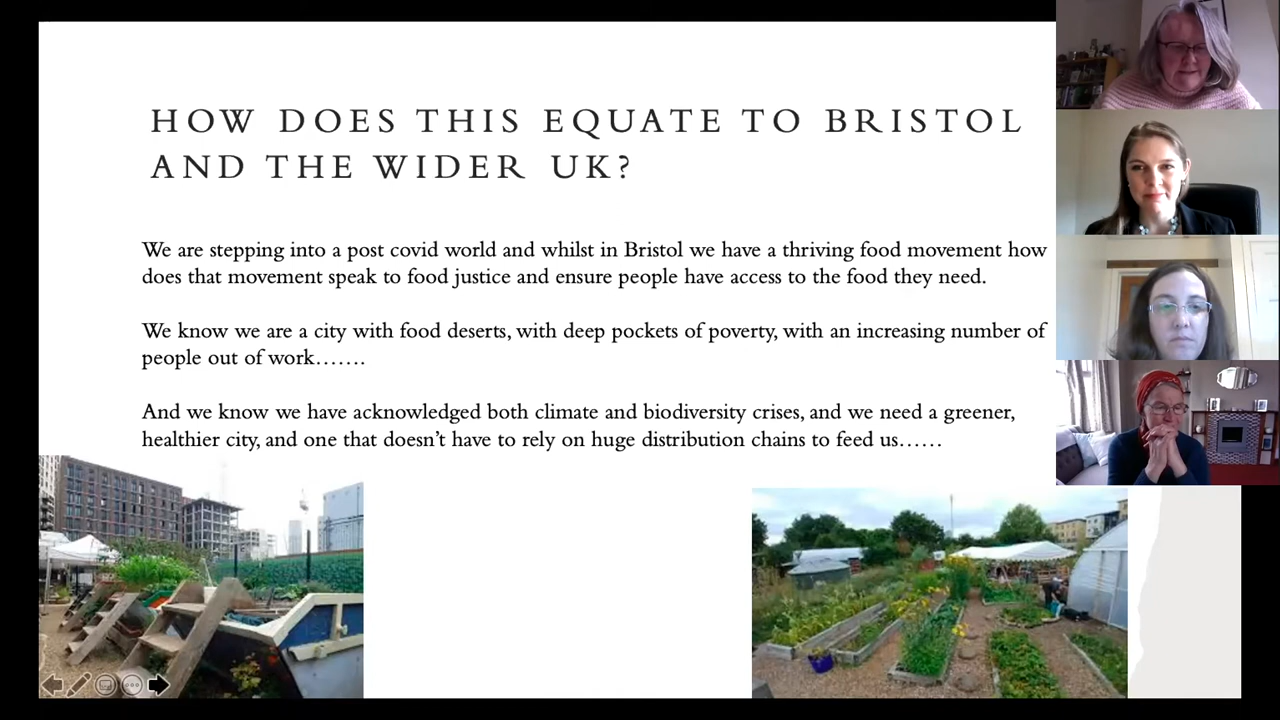 HOW DOES THIS EQUATE TO BRISTOL
AND THE WIDER UK?
We are stepping into a post covid world and whilst in Bristol we have a thriving food movement how
does that movement speak to food justice and ensure people have access to the food they need.
We know we are a city with food deserts, with deep pockets of poverty, with an increasing number of
people out of work…….
And we know we have acknowledged both climate and biodiversity crises, and we need a greener,
healthier city, and one that doesn’t have to rely on huge distribution chains to feed us……